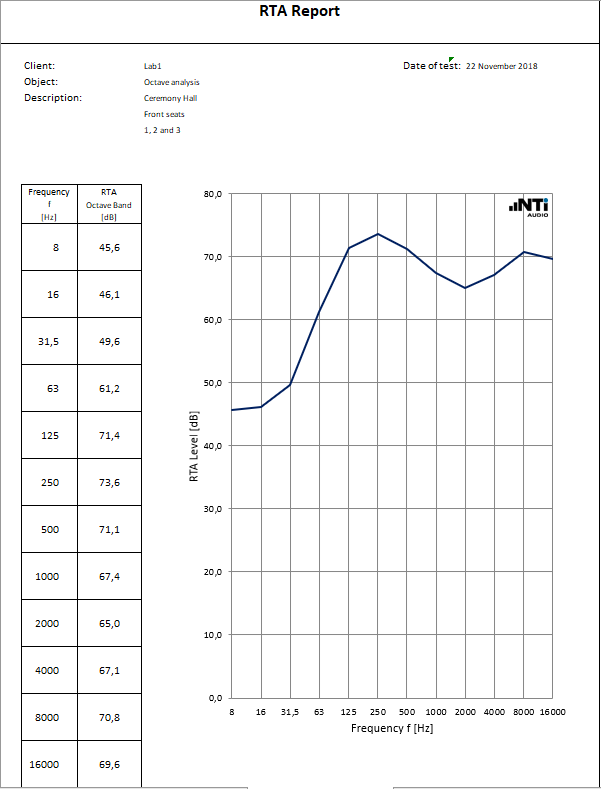 RTA Report
Client: Lab1 Date of test: 22 November 2018
Object: Octave analysis
Description: Ceremony Hall
Front seats
1, 2 and 3
Frequency RTA
f Octave Band
[Hz] [dB]
8 45,6
16 46,1
31,5 49,6
63 61,2
125 71,4
250 73,6
500 71,1
1000 67,4
2000 65,0
4000 67,1
8000 70,8
16000 69,6
NTi
AUDIO
80,0
70,0
60,0
50,0
40,0
30,0
20,0
10,0
0,0
RTA Level [dB]
8 16 31,5 63 125 250 500 1000 2000 4000 8000 16000
Frequency f [Hz]